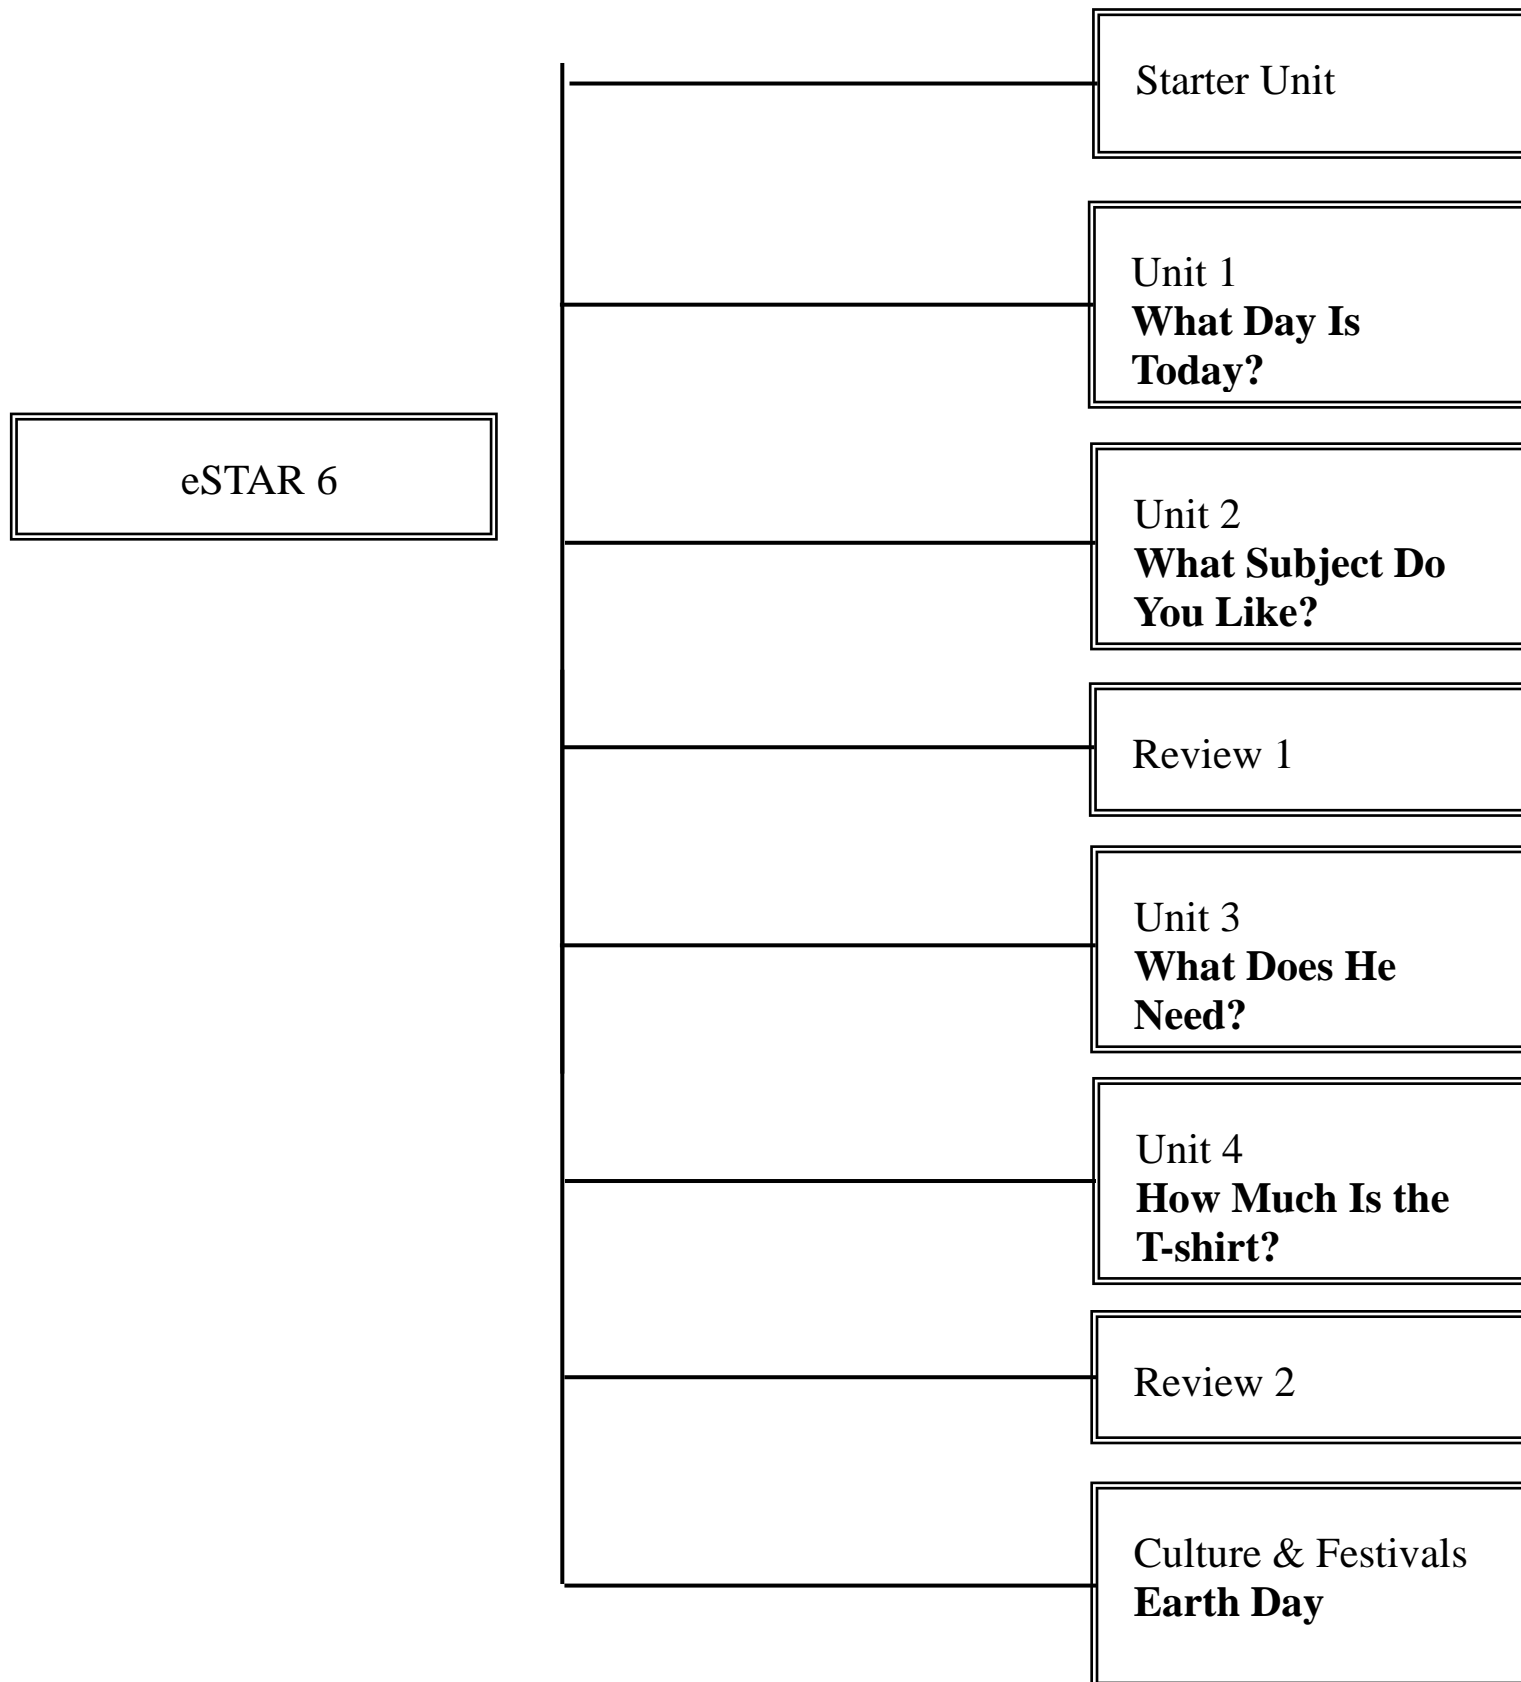 eSTAR 6
Starter Unit
Unit 1
What Day Is
Today?
Unit 2
What Subject Do
You Like?
Review 1
Unit 3
What Does He
Need?
Unit 4
How Much Is the
T-shirt?
Review 2
Culture & Festivals
Earth Day